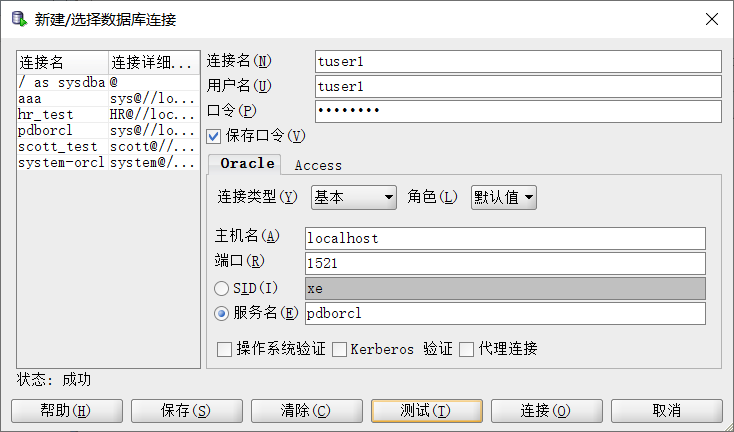 新建/选择数据库连接
连接名 连接详细...
/ as sysdba @
aaa sys@//lo...
hr_test HR@//loc...
pdborcl sys@//lo...
scott_test scott@//...
system-orcl system@/...
连接名(N) tuser1
用户名(U) tuser1
口令(P) ••••••••
保存口令(V)
Oracle Access
连接类型(Y) 基本 角色(L) 默认值
主机名(A) localhost
端口(R) 1521
SID(I) xe
服务名(E) pdborcl
操作系统验证 Kerberos 验证 代理连接
状态: 成功
帮助(H) 保存(S) 清除(C) 测试(T) 连接(O) 取消